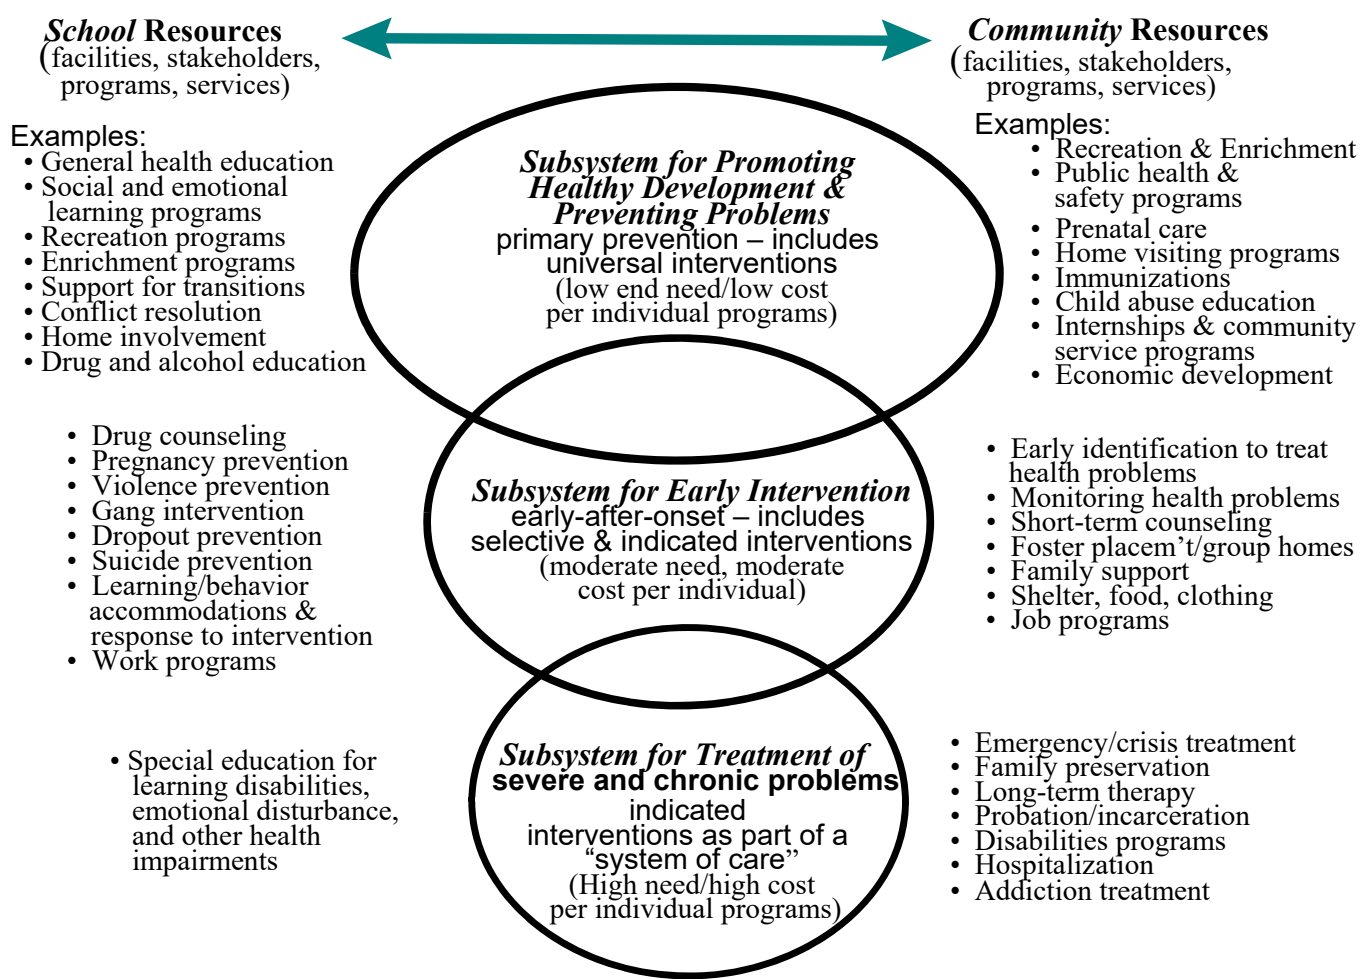 School Resources
(facilities, stakeholders,
programs, services)
Examples:
• General health education
• Social and emotional
learning programs
• Recreation programs
• Enrichment programs
• Support for transitions
• Conflict resolution
• Home involvement
• Drug and alcohol education
• Drug counseling
• Pregnancy prevention
• Violence prevention
• Gang intervention
• Dropout prevention
• Suicide prevention
• Learning/behavior
accommodations &
response to intervention
• Work programs
• Special education for
learning disabilities,
emotional disturbance,
and other health
impairments
Subsystem for Promoting
Healthy Development &
Preventing Problems
primary prevention – includes
universal interventions
(low end need/low cost
per individual programs)
Subsystem for Early Intervention
early-after-onset – includes
selective & indicated interventions
(moderate need, moderate
cost per individual)
Subsystem for Treatment of
severe and chronic problems
indicated
interventions as part of a
“system of care”
(High need/high cost
per individual programs)
Community Resources
(facilities, stakeholders,
programs, services)
Examples:
• Recreation & Enrichment
• Public health &
safety programs
• Prenatal care
• Home visiting programs
• Immunizations
• Child abuse education
• Internships & community
service programs
• Economic development
• Early identification to treat
health problems
• Monitoring health problems
• Short-term counseling
• Foster placem’t/group homes
• Family support
• Shelter, food, clothing
• Job programs
• Emergency/crisis treatment
• Family preservation
• Long-term therapy
• Probation/incarceration
• Disabilities programs
• Hospitalization
• Addiction treatment